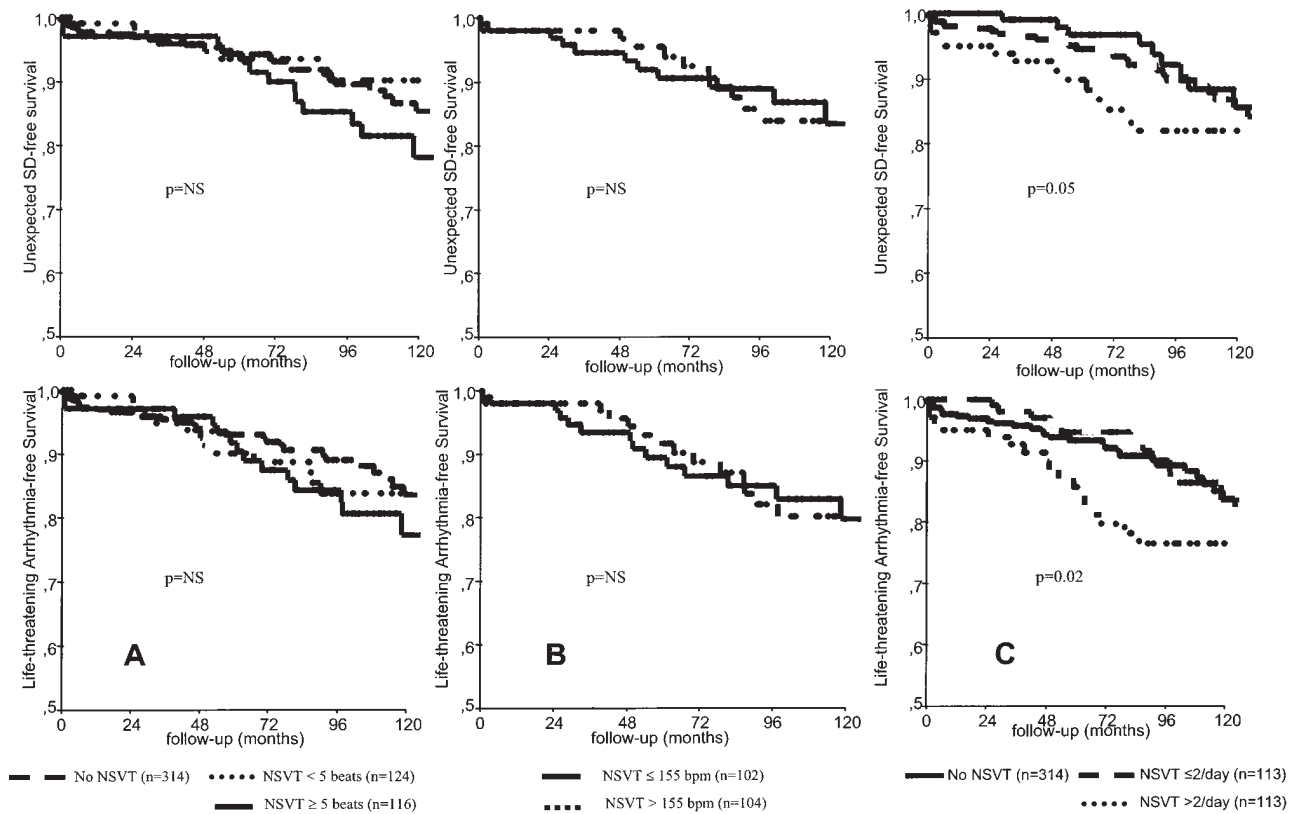 Unexpected SD-free survival
1,0
,9
,8
,7
,6
,5
p=NS
0 24 48 72 96 120
follow-up (months)
Unexpected SD-free Survival
1,0
,9
,8
,7
,6
,5
p=NS
0 24 48 72 96 120
follow-up (months)
Unexpected SD-free Survival
1,0
,9
,8
,7
,6
,5
p=0.05
0 24 48 72 96 120
follow-up (months)
Life-threatening Arrhythmia-free Survival
1,0
,9
,8
,7
,6
,5
p=NS
A
0 24 48 72 96 120
follow-up (months)
Life-threatening Arrhythmia-free Survival
1,0
,9
,8
,7
,6
,5
p=NS
B
0 24 48 72 96 120
follow-up (months)
Life-threatening Arrhythmia-free Survival
1,0
,9
,8
,7
,6
,5
p=0.02
C
0 24 48 72 96 120
follow-up (months)
No NSVT (n=314)
NSVT < 5 beats (n=124)
NSVT ≥ 5 beats (n=116)
NSVT ≤ 155 bpm (n=102)
NSVT > 155 bpm (n=104)
No NSVT (n=314)
NSVT ≤2/day (n=113)
NSVT >2/day (n=113)